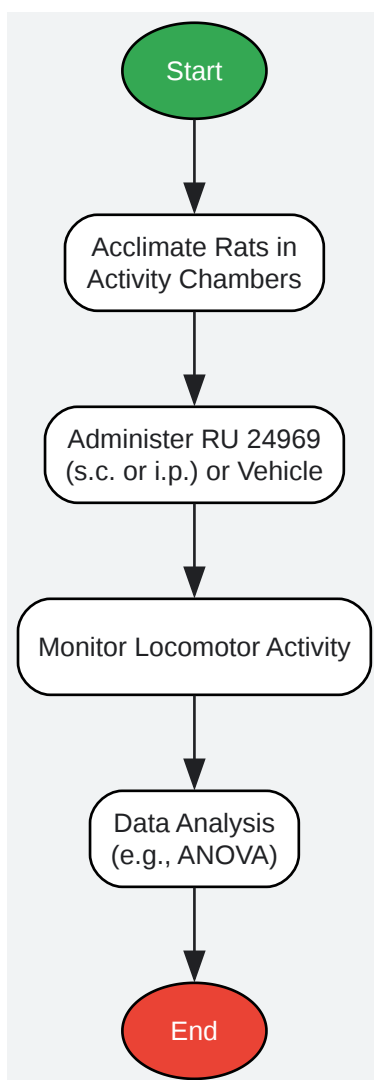 Start
Acclimate Rats in
Activity Chambers
Administer RU 24969
(s.c. or i.p.) or Vehicle
Monitor Locomotor Activity
Data Analysis
(e.g., ANOVA)
End